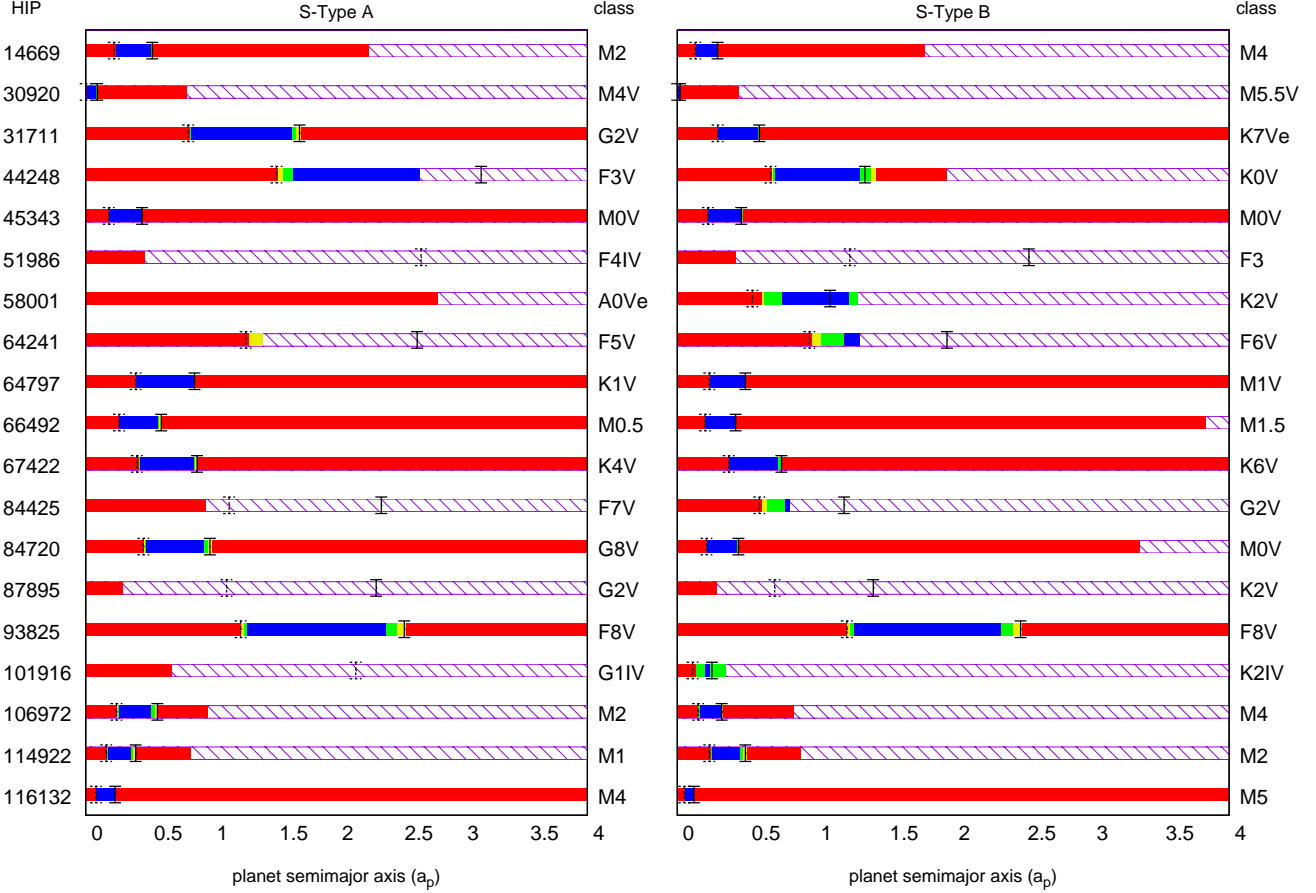 HIP S-Type A class S-Type B class
14669 M2 M4
30920 M4V M5.5V
31711 G2V K7Ve
44248 F3V K0V
45343 M0V M0V
51986 F4IV F3
58001 A0Ve K2V
64241 F5V F6V
64797 K1V M1V
66492 M0.5 M1.5
67422 K4V K6V
84425 F7V G2V
84720 G8V M0V
87895 G2V K2V
93825 F8V F8V
101916 G1IV K2IV
106972 M2 M4
114922 M1 M2
116132 M4 M5
0 0.5 1 1.5 2 2.5 3 3.5 4 0 0.5 1 1.5 2 2.5 3 3.5 4
planet semimajor axis (ap) planet semimajor axis (ap)